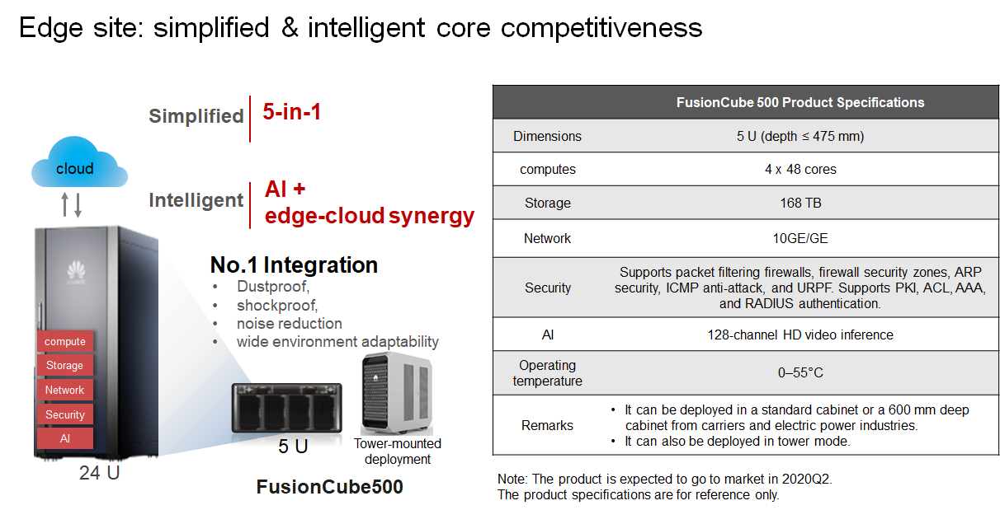 Edge site: simplified & intelligent core competitiveness
Simplified
5-in-1
Intelligent
AI +
edge-cloud synergy
cloud
No.1 Integration
• Dustproof,
• shockproof,
• noise reduction
• wide environment adaptability
compute
Storage
Network
Security
AI
24 U
5 U
Tower-mounted
deployment
FusionCube500
FusionCube 500 Product Specifications
Dimensions
5 U (depth ≤ 475 mm)
computes
4 x 48 cores
Storage
168 TB
Network
10GE/GE
Security
Supports packet filtering firewalls, firewall security zones, ARP
security, ICMP anti-attack, and URPF. Supports PKI, ACL, AAA,
and RADIUS authentication.
AI
128-channel HD video inference
Operating
temperature
0–55°C
Remarks
• It can be deployed in a standard cabinet or a 600 mm deep
cabinet from carriers and electric power industries.
• It can also be deployed in tower mode.
Note: The product is expected to go to market in 2020Q2.
The product specifications are for reference only.